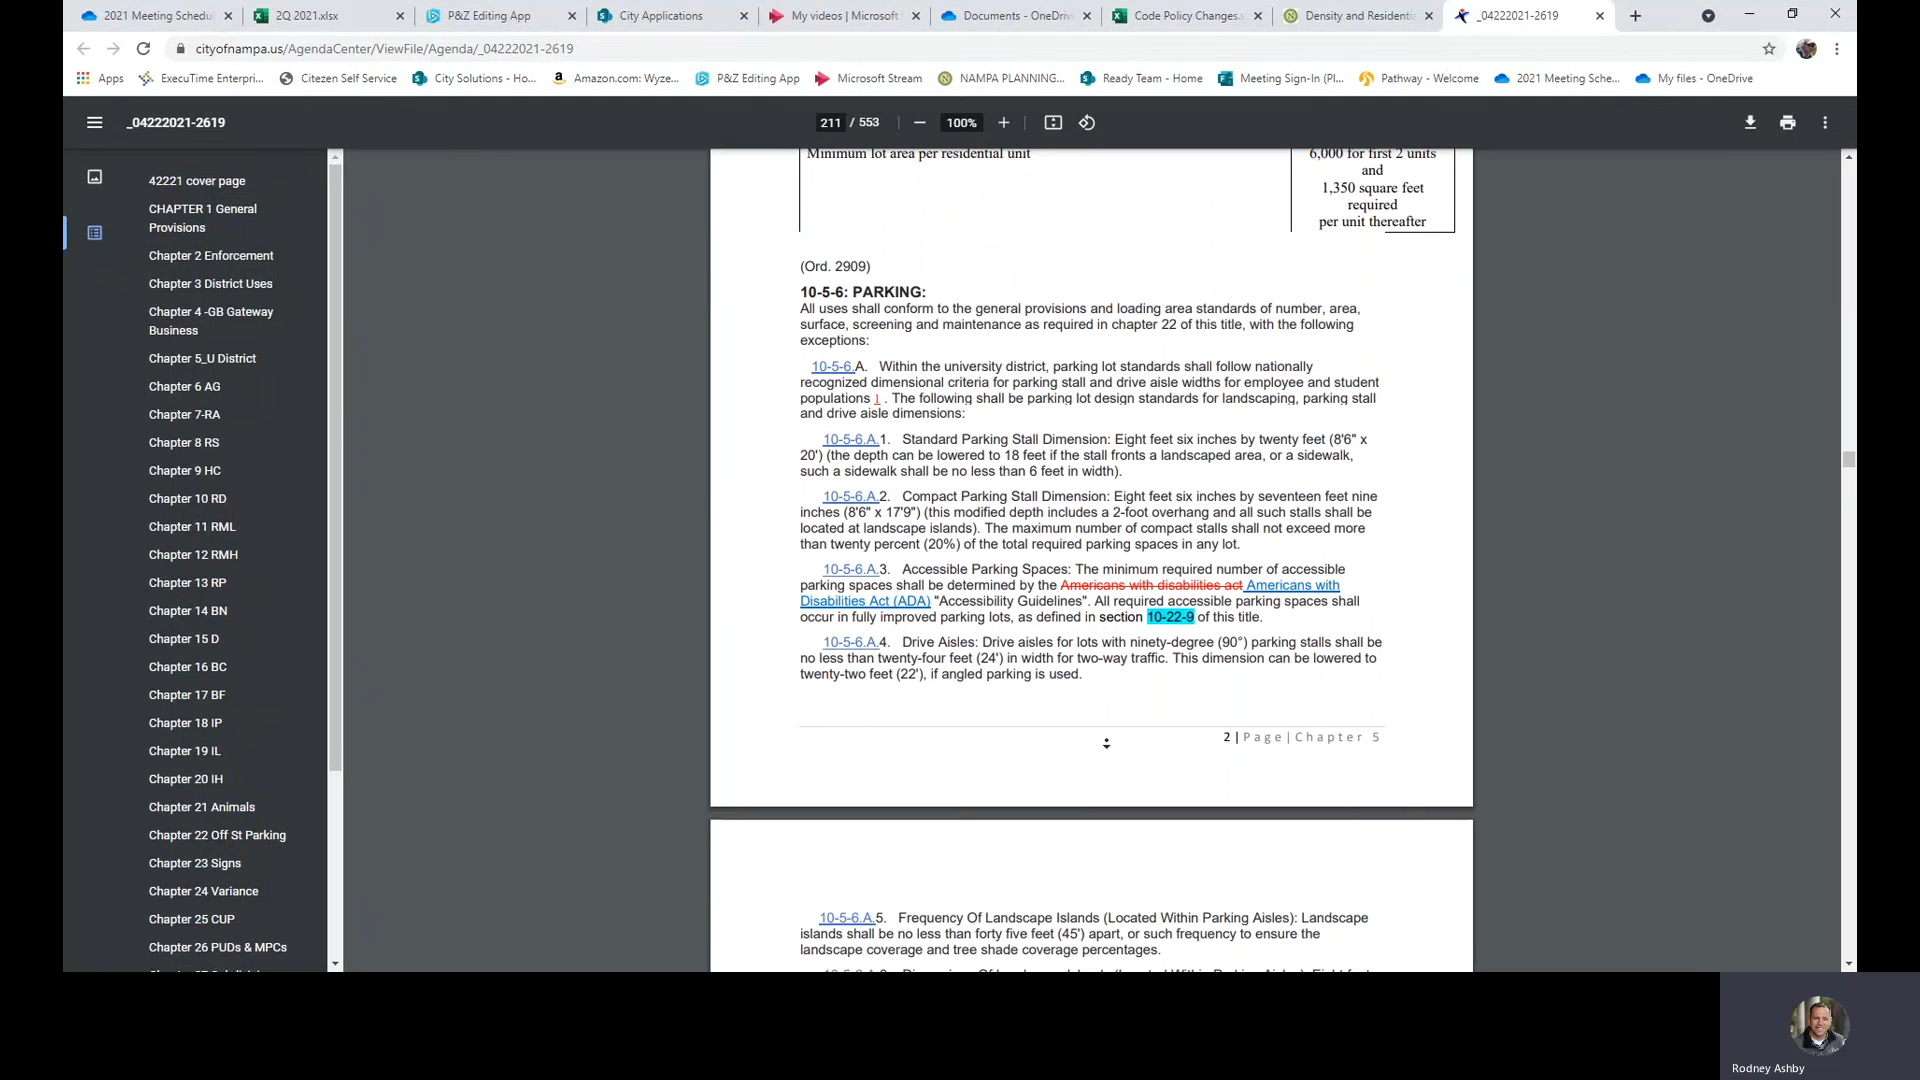 2021 Meeting Schedu
2Q 2021.xlsx
P&Z Editing App
City Applications
My videos | Microsoft
Documents - OneDriv
Code Policy Changes.
Density and Residenti
_04222021-2619
cityofnampa.us/AgendaCenter/ViewFile/Agenda/_04222021-2619
Apps
ExecuTime Enterpri...
Citezen Self Service
City Solutions - Ho...
Amazon.com: Wyze...
P&Z Editing App
Microsoft Stream
NAMPA PLANNING...
Ready Team - Home
Meeting Sign-In (Pl...
Pathway - Welcome
2021 Meeting Sche...
My files - OneDrive
_04222021-2619
211 / 553
100%
42221 cover page
CHAPTER 1 General
Provisions
Chapter 2 Enforcement
Chapter 3 District Uses
Chapter 4 -GB Gateway
Business
Chapter 5_U District
Chapter 6 AG
Chapter 7-RA
Chapter 8 RS
Chapter 9 HC
Chapter 10 RD
Chapter 11 RML
Chapter 12 RMH
Chapter 13 RP
Chapter 14 BN
Chapter 15 D
Chapter 16 BC
Chapter 17 BF
Chapter 18 IP
Chapter 19 IL
Chapter 20 IH
Chapter 21 Animals
Chapter 22 Off St Parking
Chapter 23 Signs
Chapter 24 Variance
Chapter 25 CUP
Chapter 26 PUDs & MPCs
Minimum lot area per residential unit
6,000 for first 2 units
and
1,350 square feet
required
per unit thereafter
(Ord. 2909)
10-5-6: PARKING:
All uses shall conform to the general provisions and loading area standards of number, area,
surface, screening and maintenance as required in chapter 22 of this title, with the following
exceptions:
10-5-6.A. Within the university district, parking lot standards shall follow nationally
recognized dimensional criteria for parking stall and drive aisle widths for employee and student
populations 1 . The following shall be parking lot design standards for landscaping, parking stall
and drive aisle dimensions:
10-5-6.A.1. Standard Parking Stall Dimension: Eight feet six inches by twenty feet (8'6" x
20') (the depth can be lowered to 18 feet if the stall fronts a landscaped area, or a sidewalk,
such a sidewalk shall be no less than 6 feet in width).
10-5-6.A.2. Compact Parking Stall Dimension: Eight feet six inches by seventeen feet nine
inches (8'6" x 17'9") (this modified depth includes a 2-foot overhang and all such stalls shall be
located at landscape islands). The maximum number of compact stalls shall not exceed more
than twenty percent (20%) of the total required parking spaces in any lot.
10-5-6.A.3. Accessible Parking Spaces: The minimum required number of accessible
parking spaces shall be determined by the Americans with disabilities act Americans with
Disabilities Act (ADA) "Accessibility Guidelines". All required accessible parking spaces shall
occur in fully improved parking lots, as defined in section 10-22-9 of this title.
10-5-6.A.4. Drive Aisles: Drive aisles for lots with ninety-degree (90°) parking stalls shall be
no less than twenty-four feet (24') in width for two-way traffic. This dimension can be lowered to
twenty-two feet (22'), if angled parking is used.
2 | Page | Chapter 5
10-5-6.A.5. Frequency Of Landscape Islands (Located Within Parking Aisles): Landscape
islands shall be no less than forty five feet (45') apart, or such frequency to ensure the
landscape coverage and tree shade coverage percentages.
Rodney Ashby